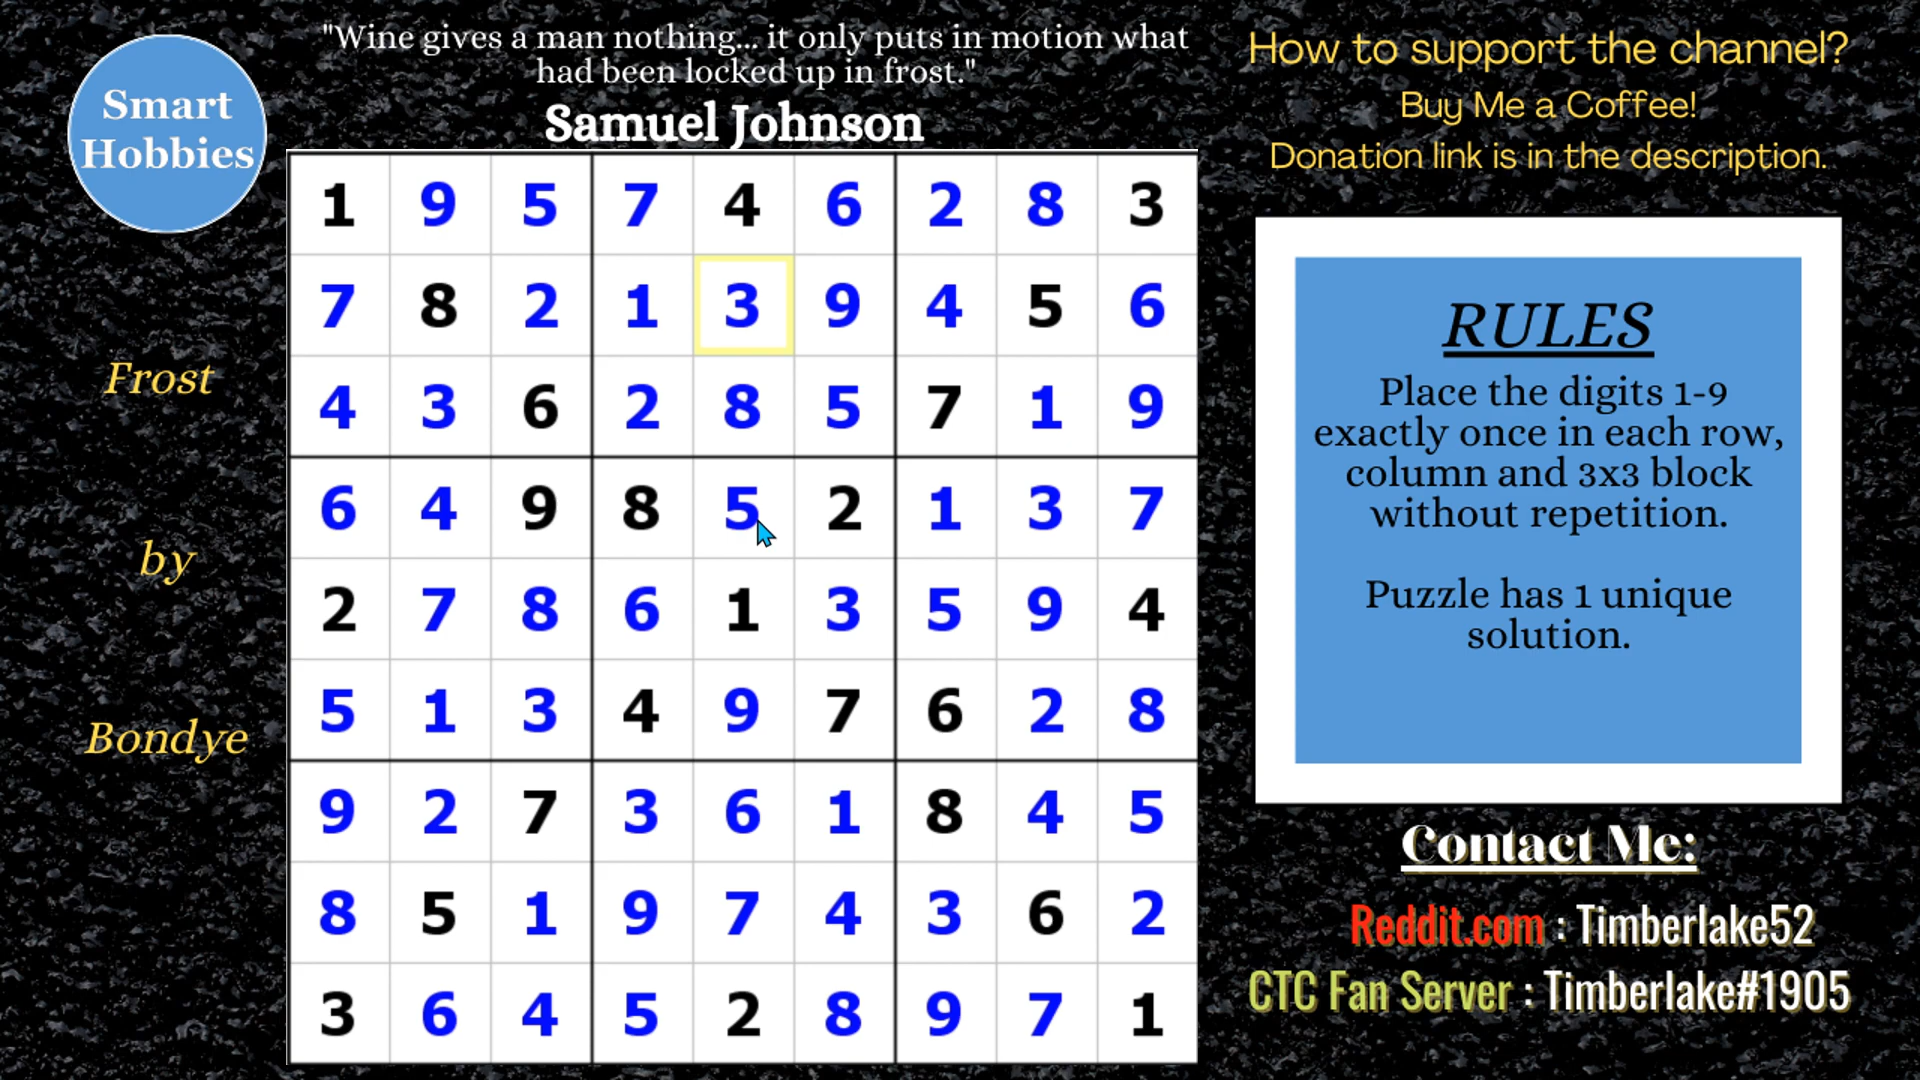 Smart
Hobbies
"Wine gives a man nothing... it only puts in motion what
had been locked up in frost."
Samuel Johnson
Frost
by
Bondye
1 9 5 7 4 6 2 8 3
7 8 2 1 3 9 4 5 6
4 3 6 2 8 5 7 1 9
6 4 9 8 5 2 1 3 7
2 7 8 6 1 3 5 9 4
5 1 3 4 9 7 6 2 8
9 2 7 3 6 1 8 4 5
8 5 1 9 7 4 3 6 2
3 6 4 5 2 8 9 7 1
How to support the channel?
Buy Me a Coffee!
Donation link is in the description.
RULES
Place the digits 1-9
exactly once in each row,
column and 3x3 block
without repetition.
Puzzle has 1 unique
solution.
Contact Me:
Reddit.com : Timberlake52
CTC Fan Server : Timberlake#1905